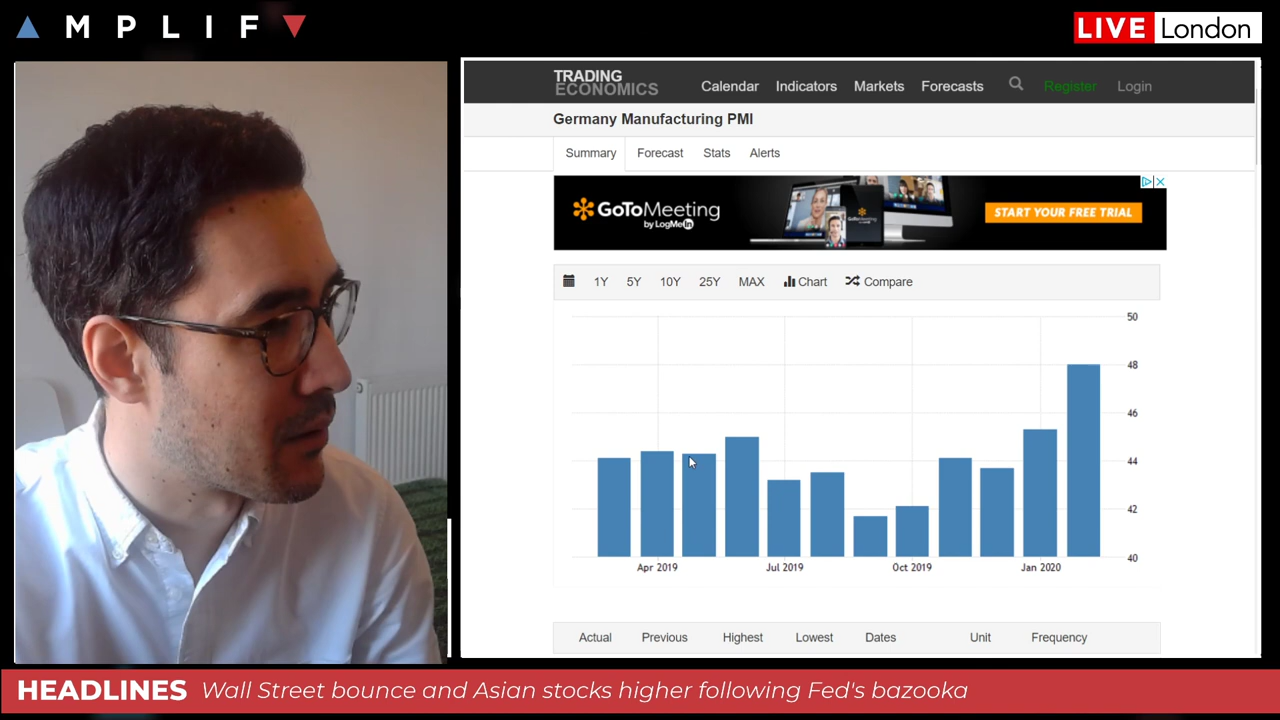 ▲ M P L I F ▼
LIVE London
TRADING
ECONOMICS
Calendar Indicators Markets Forecasts Register Login
Germany Manufacturing PMI
Summary Forecast Stats Alerts
GoToMeeting
by LogMeIn
START YOUR FREE TRIAL
1Y 5Y 10Y 25Y MAX Chart Compare
50
48
46
44
42
40
Apr 2019 Jul 2019 Oct 2019 Jan 2020
Actual Previous Highest Lowest Dates Unit Frequency
HEADLINES Wall Street bounce and Asian stocks higher following Fed's bazooka